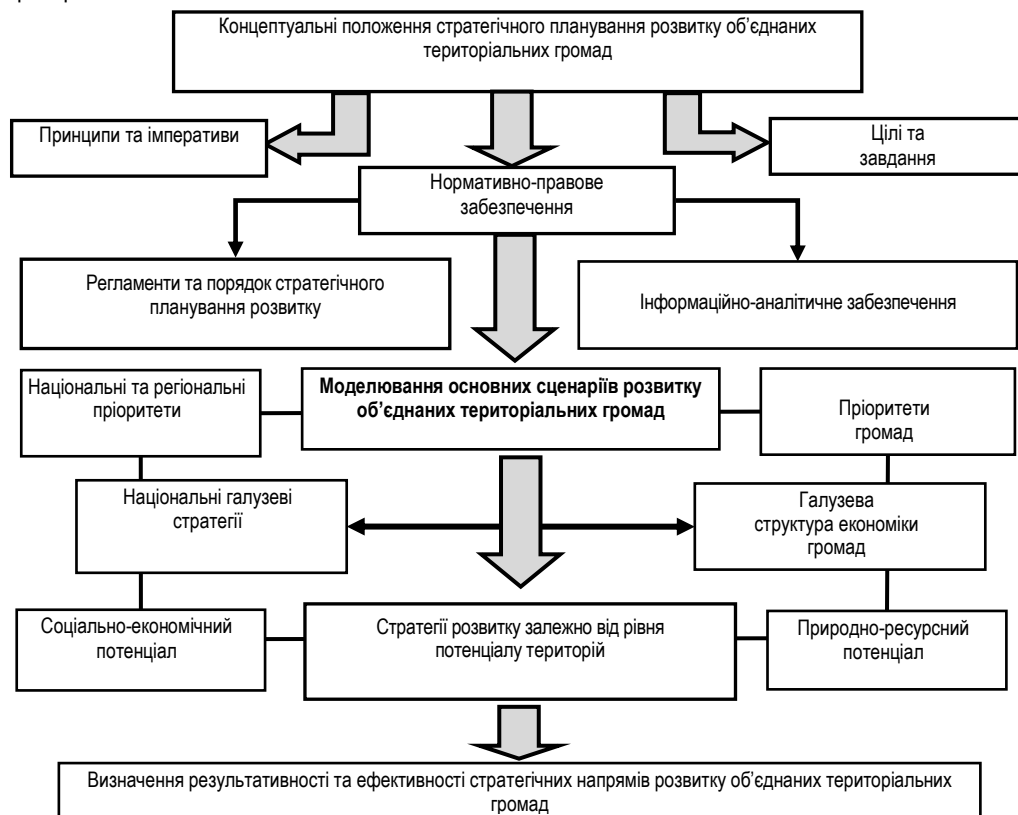 Концептуальні положення стратегічного планування розвитку об'єднаних
територіальних громад
Принципи та імперативи
Цілі та
завдання
Нормативно-правове
забезпечення
Регламенти та порядок стратегічного
планування розвитку
Інформаційно-аналітичне забезпечення
Національні та регіональні
пріоритети
Моделювання основних сценаріїв розвитку
об'єднаних територіальних громад
Пріоритети
громад
Національні галузеві
стратегії
Галузева
структура економіки
громад
Соціально-економічний
потенціал
Стратегії розвитку залежно від рівня
потенціалу територій
Природно-ресурсний
потенціал
Визначення результативності та ефективності стратегічних напрямів розвитку об'єднаних територіальних
громад